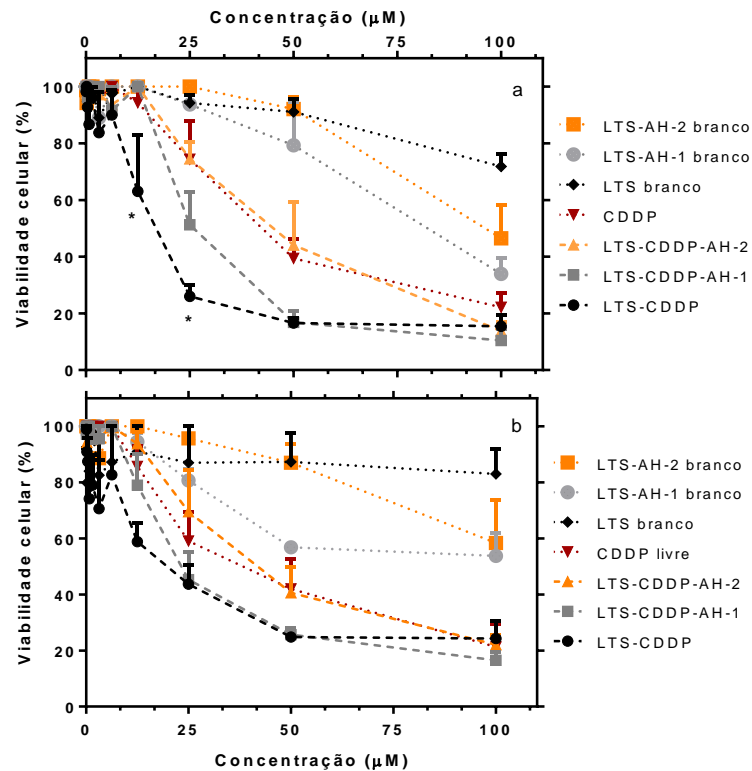 Concentração (µM)
0 25 50 75 100
100
80
60
40
20
0
Viabilidade celular (%)
a
*
*
LTS-AH-2 branco
LTS-AH-1 branco
LTS branco
CDDP
LTS-CDDP-AH-2
LTS-CDDP-AH-1
LTS-CDDP
100
80
60
40
20
0
Viabilidade celular (%)
b
LTS-AH-2 branco
LTS-AH-1 branco
LTS branco
CDDP livre
LTS-CDDP-AH-2
LTS-CDDP-AH-1
LTS-CDDP
0 25 50 75 100
Concentração (µM)